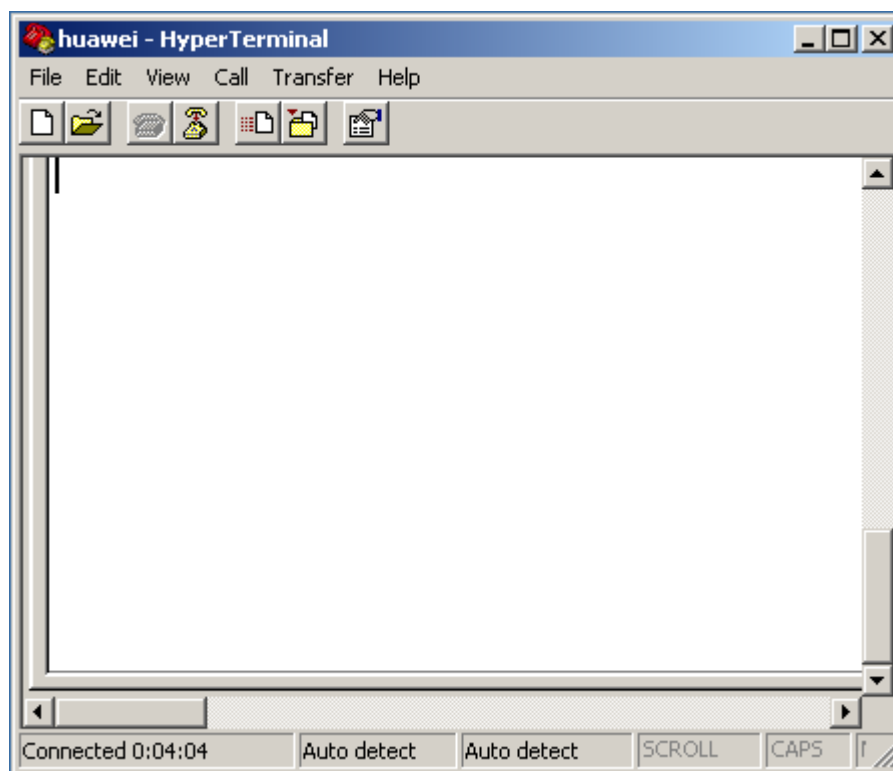 huawei - HyperTerminal
File Edit View Call Transfer Help
Connected 0:04:04 Auto detect Auto detect SCROLL CAPS